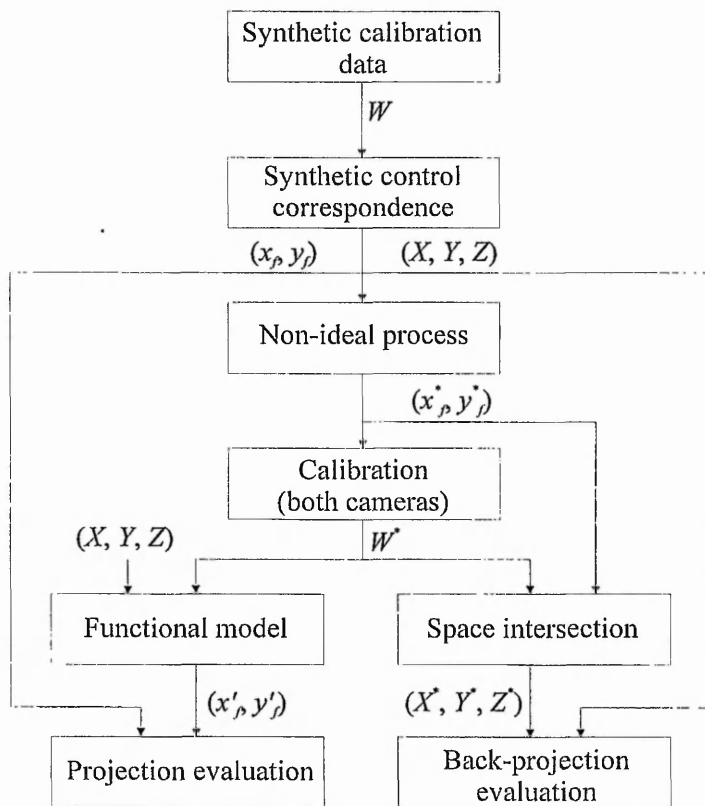 Synthetic calibration
data
W
Synthetic control
correspondence
(x_f, y_f) (X, Y, Z)
Non-ideal process
(x*_f, y*_f)
Calibration
(both cameras)
(X, Y, Z) W*
Functional model Space intersection
(x'_f, y'_f) (X*, Y*, Z*)
Projection evaluation Back-projection
evaluation